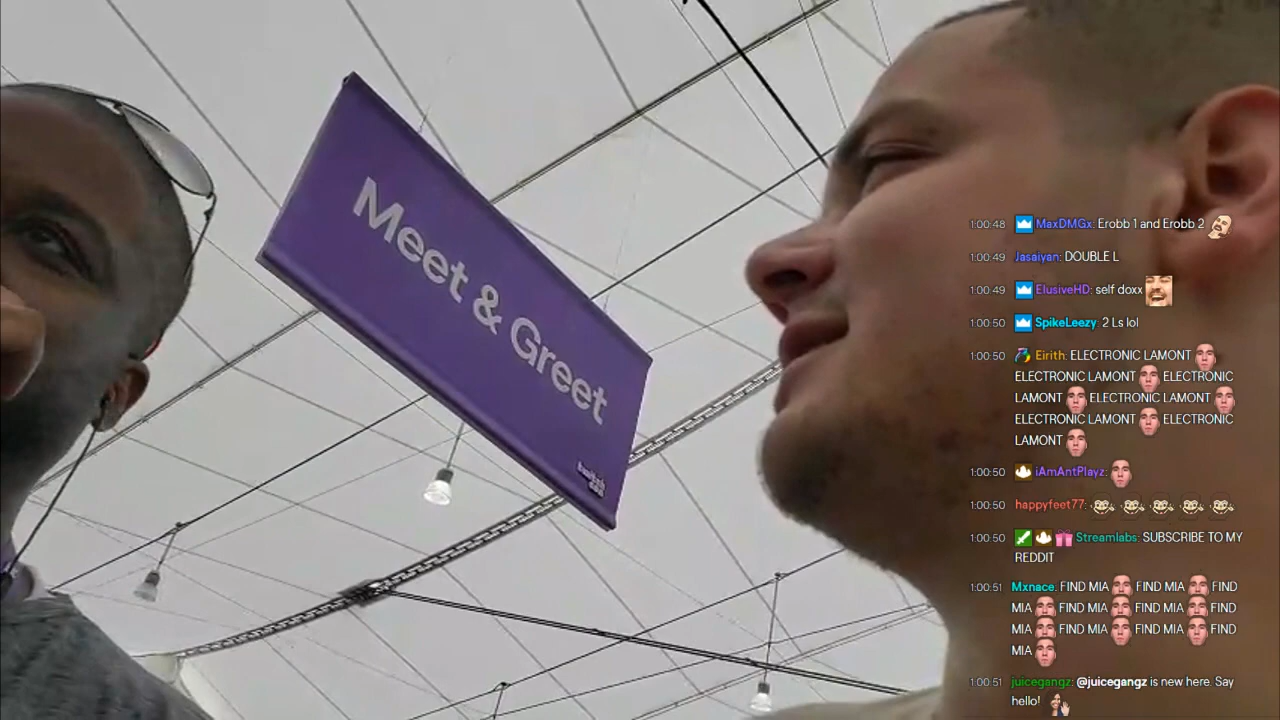 Meet & Greet
1:00:48 MaxDMGx: Erobb 1 and Erobb 2
1:00:49 Jasaiyan: DOUBLE L
1:00:49 ElusiveHD: self doxx
1:00:50 SpikeLeezy: 2 Ls lol
1:00:50 Eirith: ELECTRONIC LAMONT
ELECTRONIC LAMONT ELECTRONIC
LAMONT ELECTRONIC LAMONT
ELECTRONIC LAMONT ELECTRONIC
LAMONT
1:00:50 iAmAntPlayz:
1:00:50 happyfeet77:
1:00:50 Streamlabs: SUBSCRIBE TO MY
REDDIT
1:00:51 Mxnace: FIND MIA FIND MIA FIND
MIA FIND MIA FIND MIA FIND
MIA FIND MIA FIND MIA FIND
MIA
1:00:51 juicegangz: @juicegangz is new here. Say
hello!